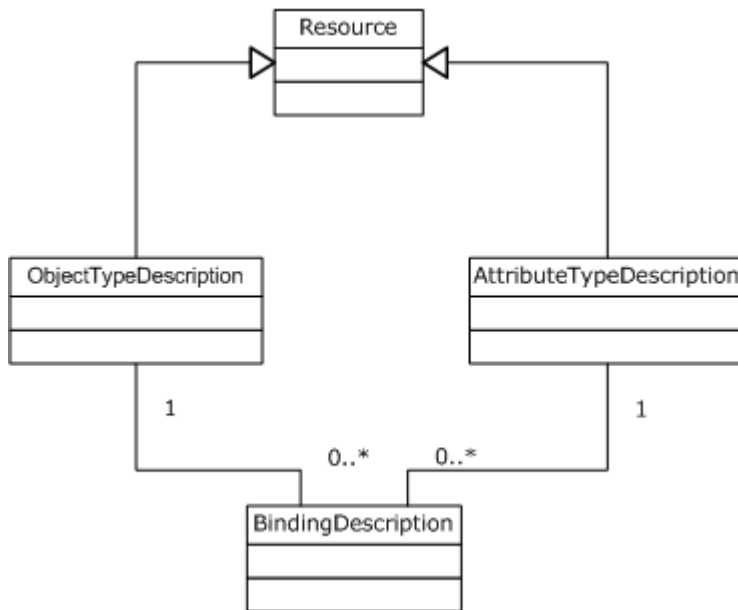 Resource
ObjectTypeDescription
AttributeTypeDescription
1
1
0..*
0..*
BindingDescription